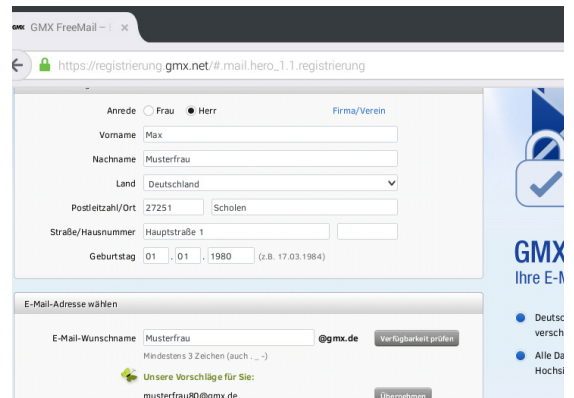 GMX GMX FreeMail –
https://registrierung.gmx.net/#.mail.hero_1.1.registrierung
Anrede Frau Herr Firma/Verein
Vorname Max
Nachname Musterfrau
Land Deutschland
Postleitzahl/Ort 27251 Scholen
Straße/Hausnummer Hauptstraße 1
Geburtstag 01 . 01 . 1980 (z.B. 17.03.1984)
E-Mail-Adresse wählen
E-Mail-Wunschname Musterfrau @gmx.de Verfügbarkeit prüfen
Mindestens 3 Zeichen (auch . _ -)
Unsere Vorschläge für Sie:
musterfrau80@gmx.de Übernehmen
GMX
Ihre E-M
Deutsc
versch
Alle Da
Hochsi